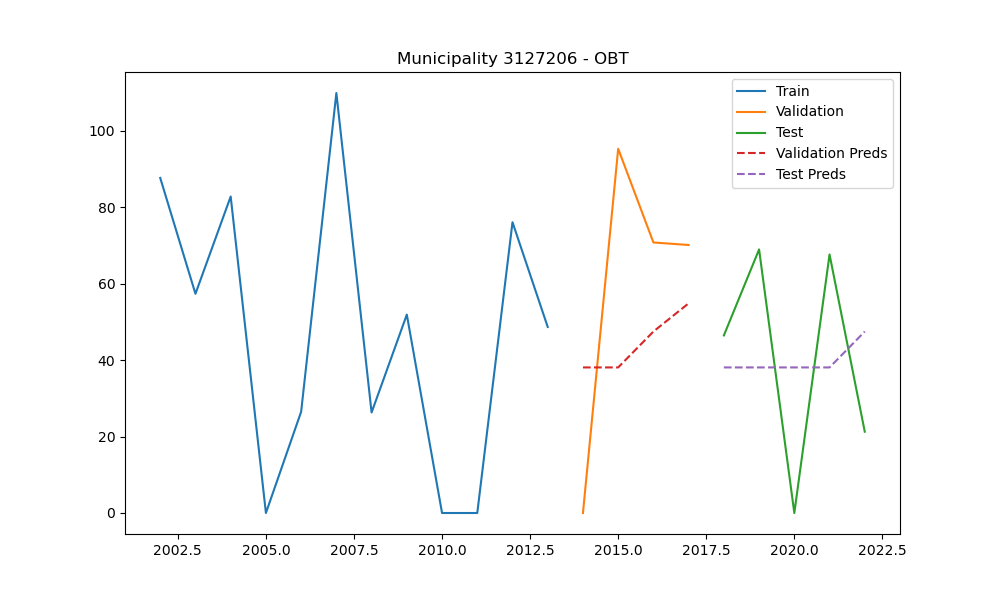 Municipality 3127206 - OBT
Train
Validation
Test
Validation Preds
Test Preds
100
80
60
40
20
0
2002.5 2005.0 2007.5 2010.0 2012.5 2015.0 2017.5 2020.0 2022.5